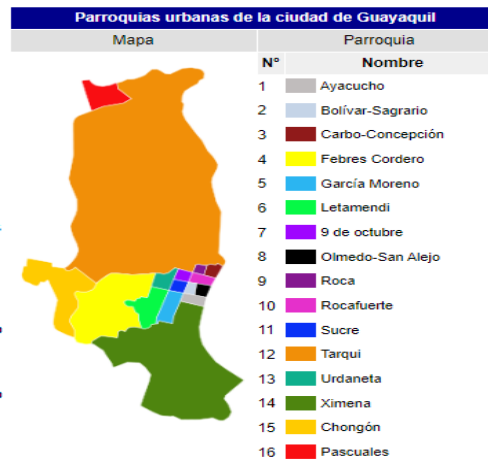 Parroquias urbanas de la ciudad de Guayaquil
Mapa Parroquia
N° Nombre
1 Ayacucho
2 Bolívar-Sagrario
3 Carbo-Concepción
4 Febres Cordero
5 García Moreno
6 Letamendi
7 9 de octubre
8 Olmedo-San Alejo
9 Roca
10 Rocafuerte
11 Sucre
12 Tarqui
13 Urdaneta
14 Ximena
15 Chongón
16 Pascuales